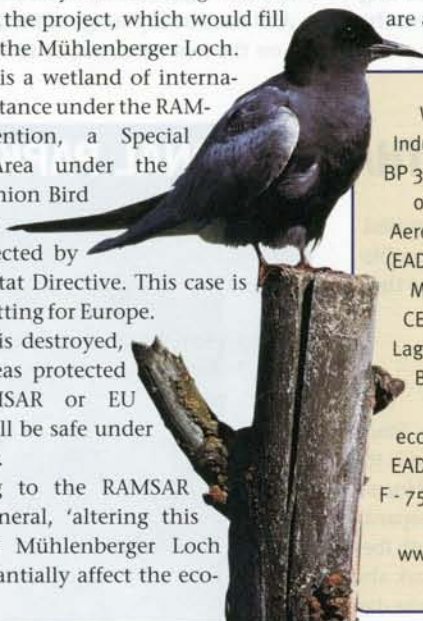 the project, which would fill
the Mühlenberger Loch.
is a wetland of interna-
tance under the RAM-
ention, a Special
Area under the
nion Bird
ected by
tat Directive. This case is
tting for Europe.
is destroyed,
eas protected
MSAR or EU
ll be safe under
g to the RAMSAR
neral, 'altering this
Mühlenberger Loch
antially affect the eco-
are a
W
Indu
BP 3
o
Aero
(EAD
M
CE
Lag
B
eco
EAD
F - 75
ww